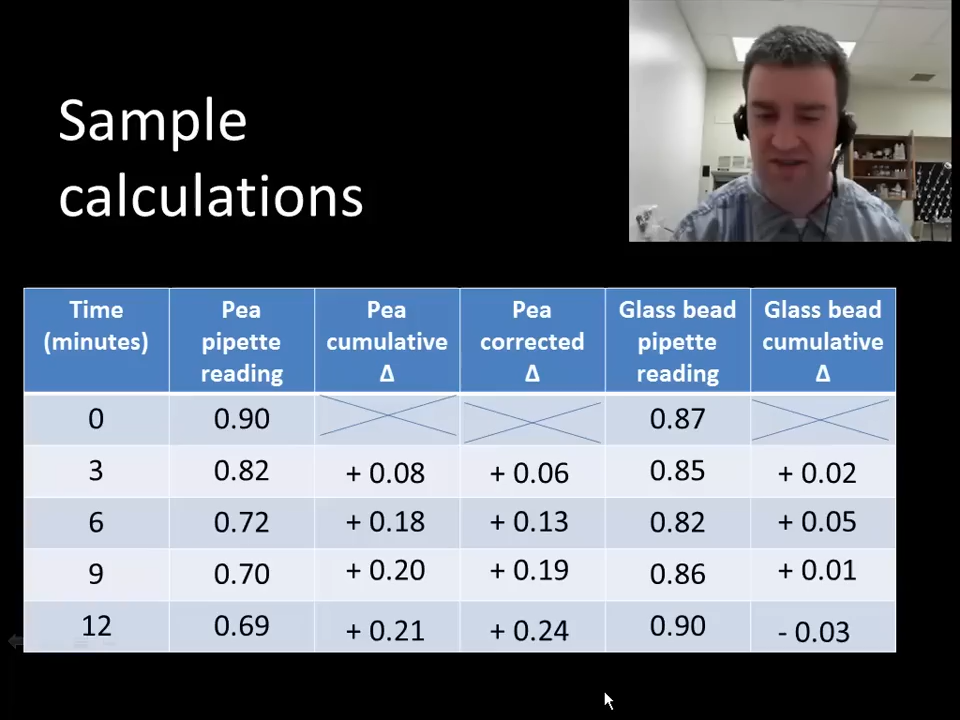 Sample
calculations
Time (minutes) Pea pipette reading Pea cumulative Δ Pea corrected Δ Glass bead pipette reading Glass bead cumulative Δ
0 0.90 0.87
3 0.82 + 0.08 + 0.06 0.85 + 0.02
6 0.72 + 0.18 + 0.13 0.82 + 0.05
9 0.70 + 0.20 + 0.19 0.86 + 0.01
12 0.69 + 0.21 + 0.24 0.90 - 0.03